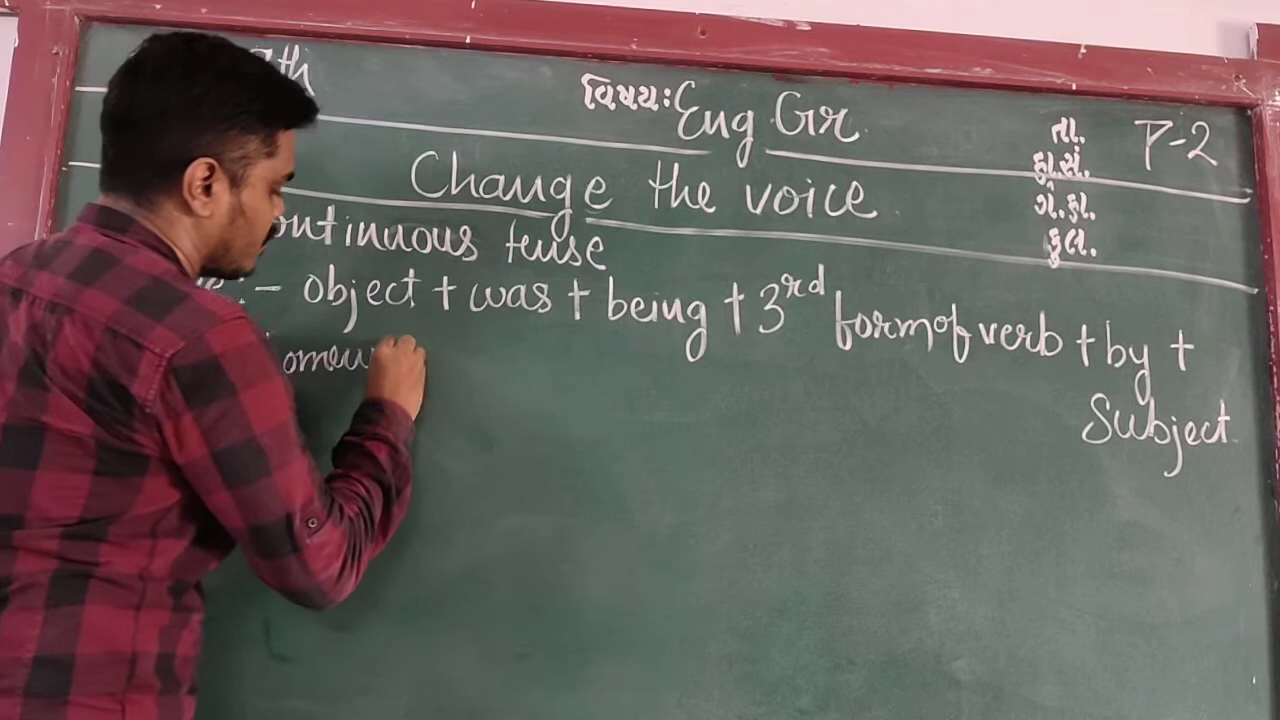 7th વિષયઃ Eng Gr તા. P-2
હા.સં.
Change the voice ગે.હા.
કુલ.
ontinuous tense
:- object + was + being + 3rd form of verb + by +
Subject
omew